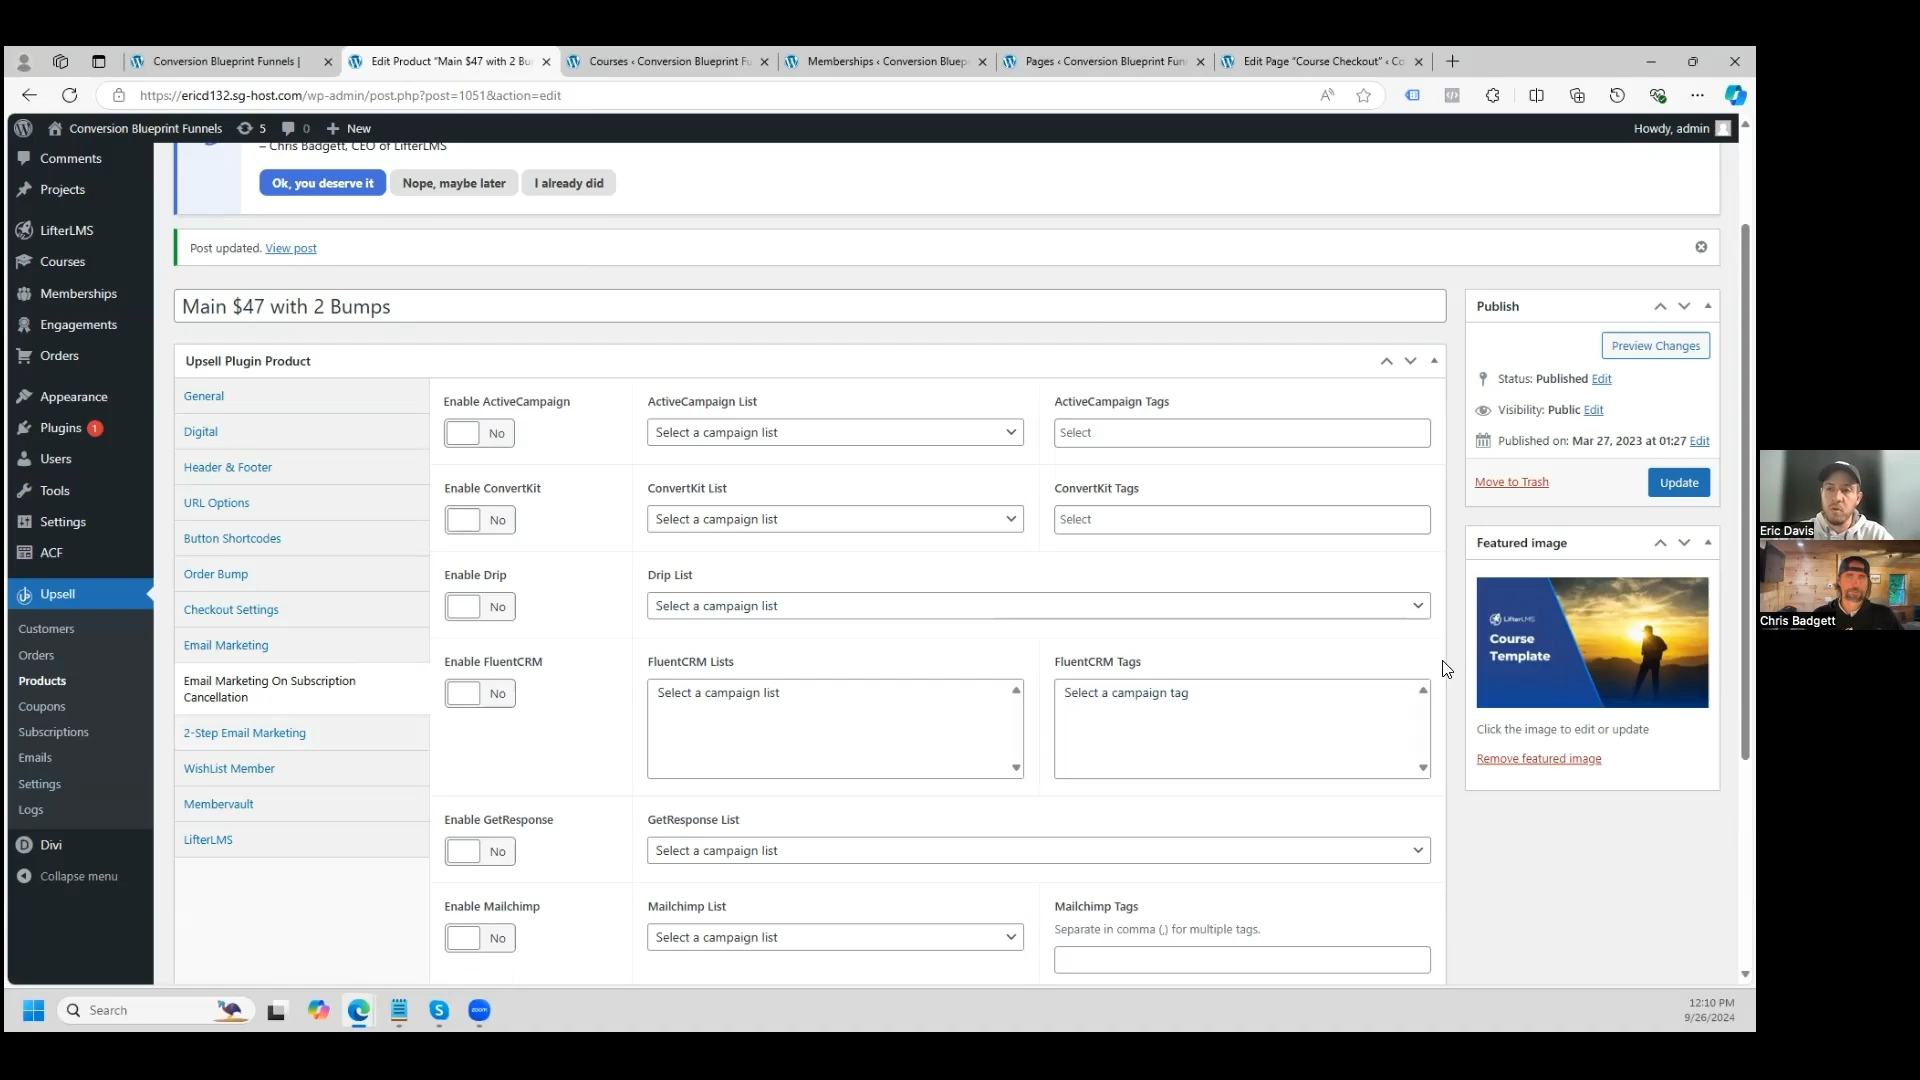 Conversion Blueprint Funnels |
Edit Product "Main $47 with 2 Bu
Courses ‹ Conversion Blueprint Fu
Memberships ‹ Conversion Bluep
Pages ‹ Conversion Blueprint Fun
Edit Page "Course Checkout" ‹ Co
https://ericd132.sg-host.com/wp-admin/post.php?post=1051&action=edit
Conversion Blueprint Funnels
5
0
New
Howdy, admin
– Chris Badgett, CEO of LifterLMS
Ok, you deserve it
Nope, maybe later
I already did
Post updated. View post
Comments
Projects
LifterLMS
Courses
Memberships
Engagements
Orders
Appearance
Plugins 1
Users
Tools
Settings
ACF
Upsell
Customers
Orders
Products
Coupons
Subscriptions
Emails
Settings
Logs
Divi
Collapse menu
Main $47 with 2 Bumps
Upsell Plugin Product
General
Digital
Header & Footer
URL Options
Button Shortcodes
Order Bump
Checkout Settings
Email Marketing
Email Marketing On Subscription
Cancellation
2-Step Email Marketing
WishList Member
Membervault
LifterLMS
Enable ActiveCampaign
No
ActiveCampaign List
Select a campaign list
ActiveCampaign Tags
Select
Enable ConvertKit
No
ConvertKit List
Select a campaign list
ConvertKit Tags
Select
Enable Drip
No
Drip List
Select a campaign list
Enable FluentCRM
No
FluentCRM Lists
Select a campaign list
FluentCRM Tags
Select a campaign tag
Enable GetResponse
No
GetResponse List
Select a campaign list
Enable Mailchimp
No
Mailchimp List
Select a campaign list
Mailchimp Tags
Separate in comma (,) for multiple tags.
Publish
Preview Changes
Status: Published Edit
Visibility: Public Edit
Published on: Mar 27, 2023 at 01:27 Edit
Move to Trash
Update
Featured image
LifterLMS
Course
Template
Click the image to edit or update
Remove featured image
Eric Davis
Chris Badgett
Search
zoom
12:10 PM
9/26/2024